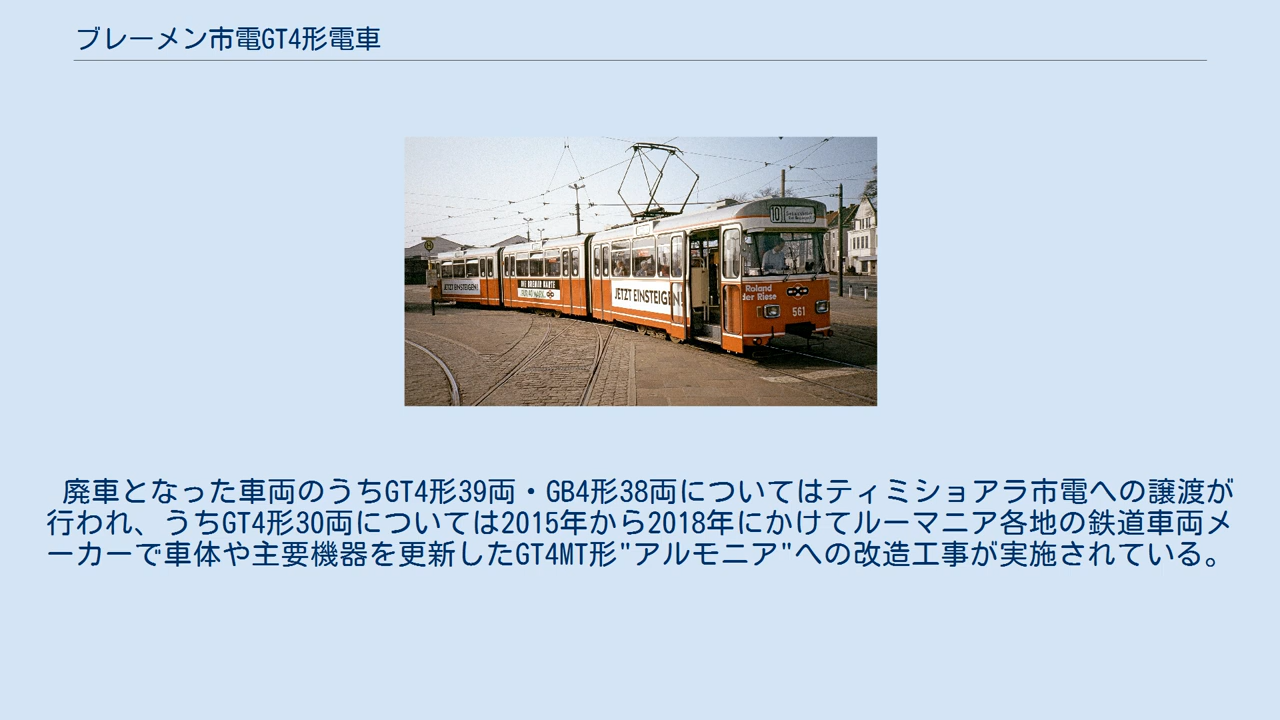 ブレーメン市電GT4形電車
10
JETZT EINSTEIGEN!
DIE BREMER KARTE
JETZT EINSTEIGEN!
Roland
der Riese
561
廃車となった車両のうちGT4形39両・GB4形38両についてはティミショアラ市電への譲渡が
行われ、うちGT4形30両については2015年から2018年にかけてルーマニア各地の鉄道車両メ
ーカーで車体や主要機器を更新したGT4MT形"アルモニア"への改造工事が実施されている。